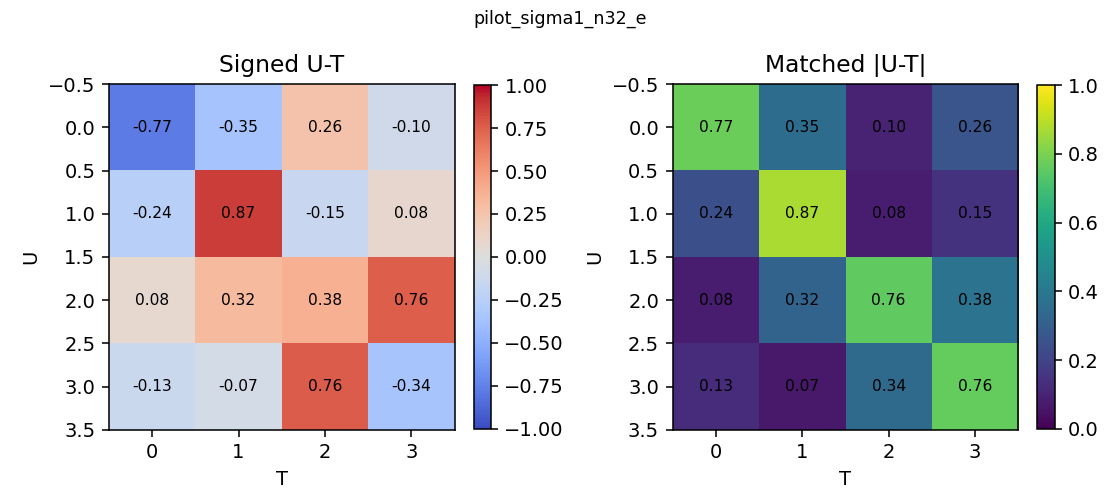 pilot_sigma1_n32_e
Signed U-T
−0.5
0.0
0.5
1.0
1.5
2.0
2.5
3.0
3.5
U
-0.77 -0.35 0.26 -0.10
-0.24 0.87 -0.15 0.08
0.08 0.32 0.38 0.76
-0.13 -0.07 0.76 -0.34
0 1 2 3
T
1.00
0.75
0.50
0.25
0.00
−0.25
−0.50
−0.75
−1.00
Matched |U-T|
−0.5
0.0
0.5
1.0
1.5
2.0
2.5
3.0
3.5
U
0.77 0.35 0.10 0.26
0.24 0.87 0.08 0.15
0.08 0.32 0.76 0.38
0.13 0.07 0.34 0.76
0 1 2 3
T
1.0
0.8
0.6
0.4
0.2
0.0